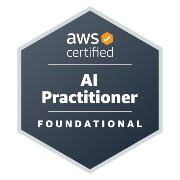 aws
certified
AI
Practitioner
FOUNDATIONAL